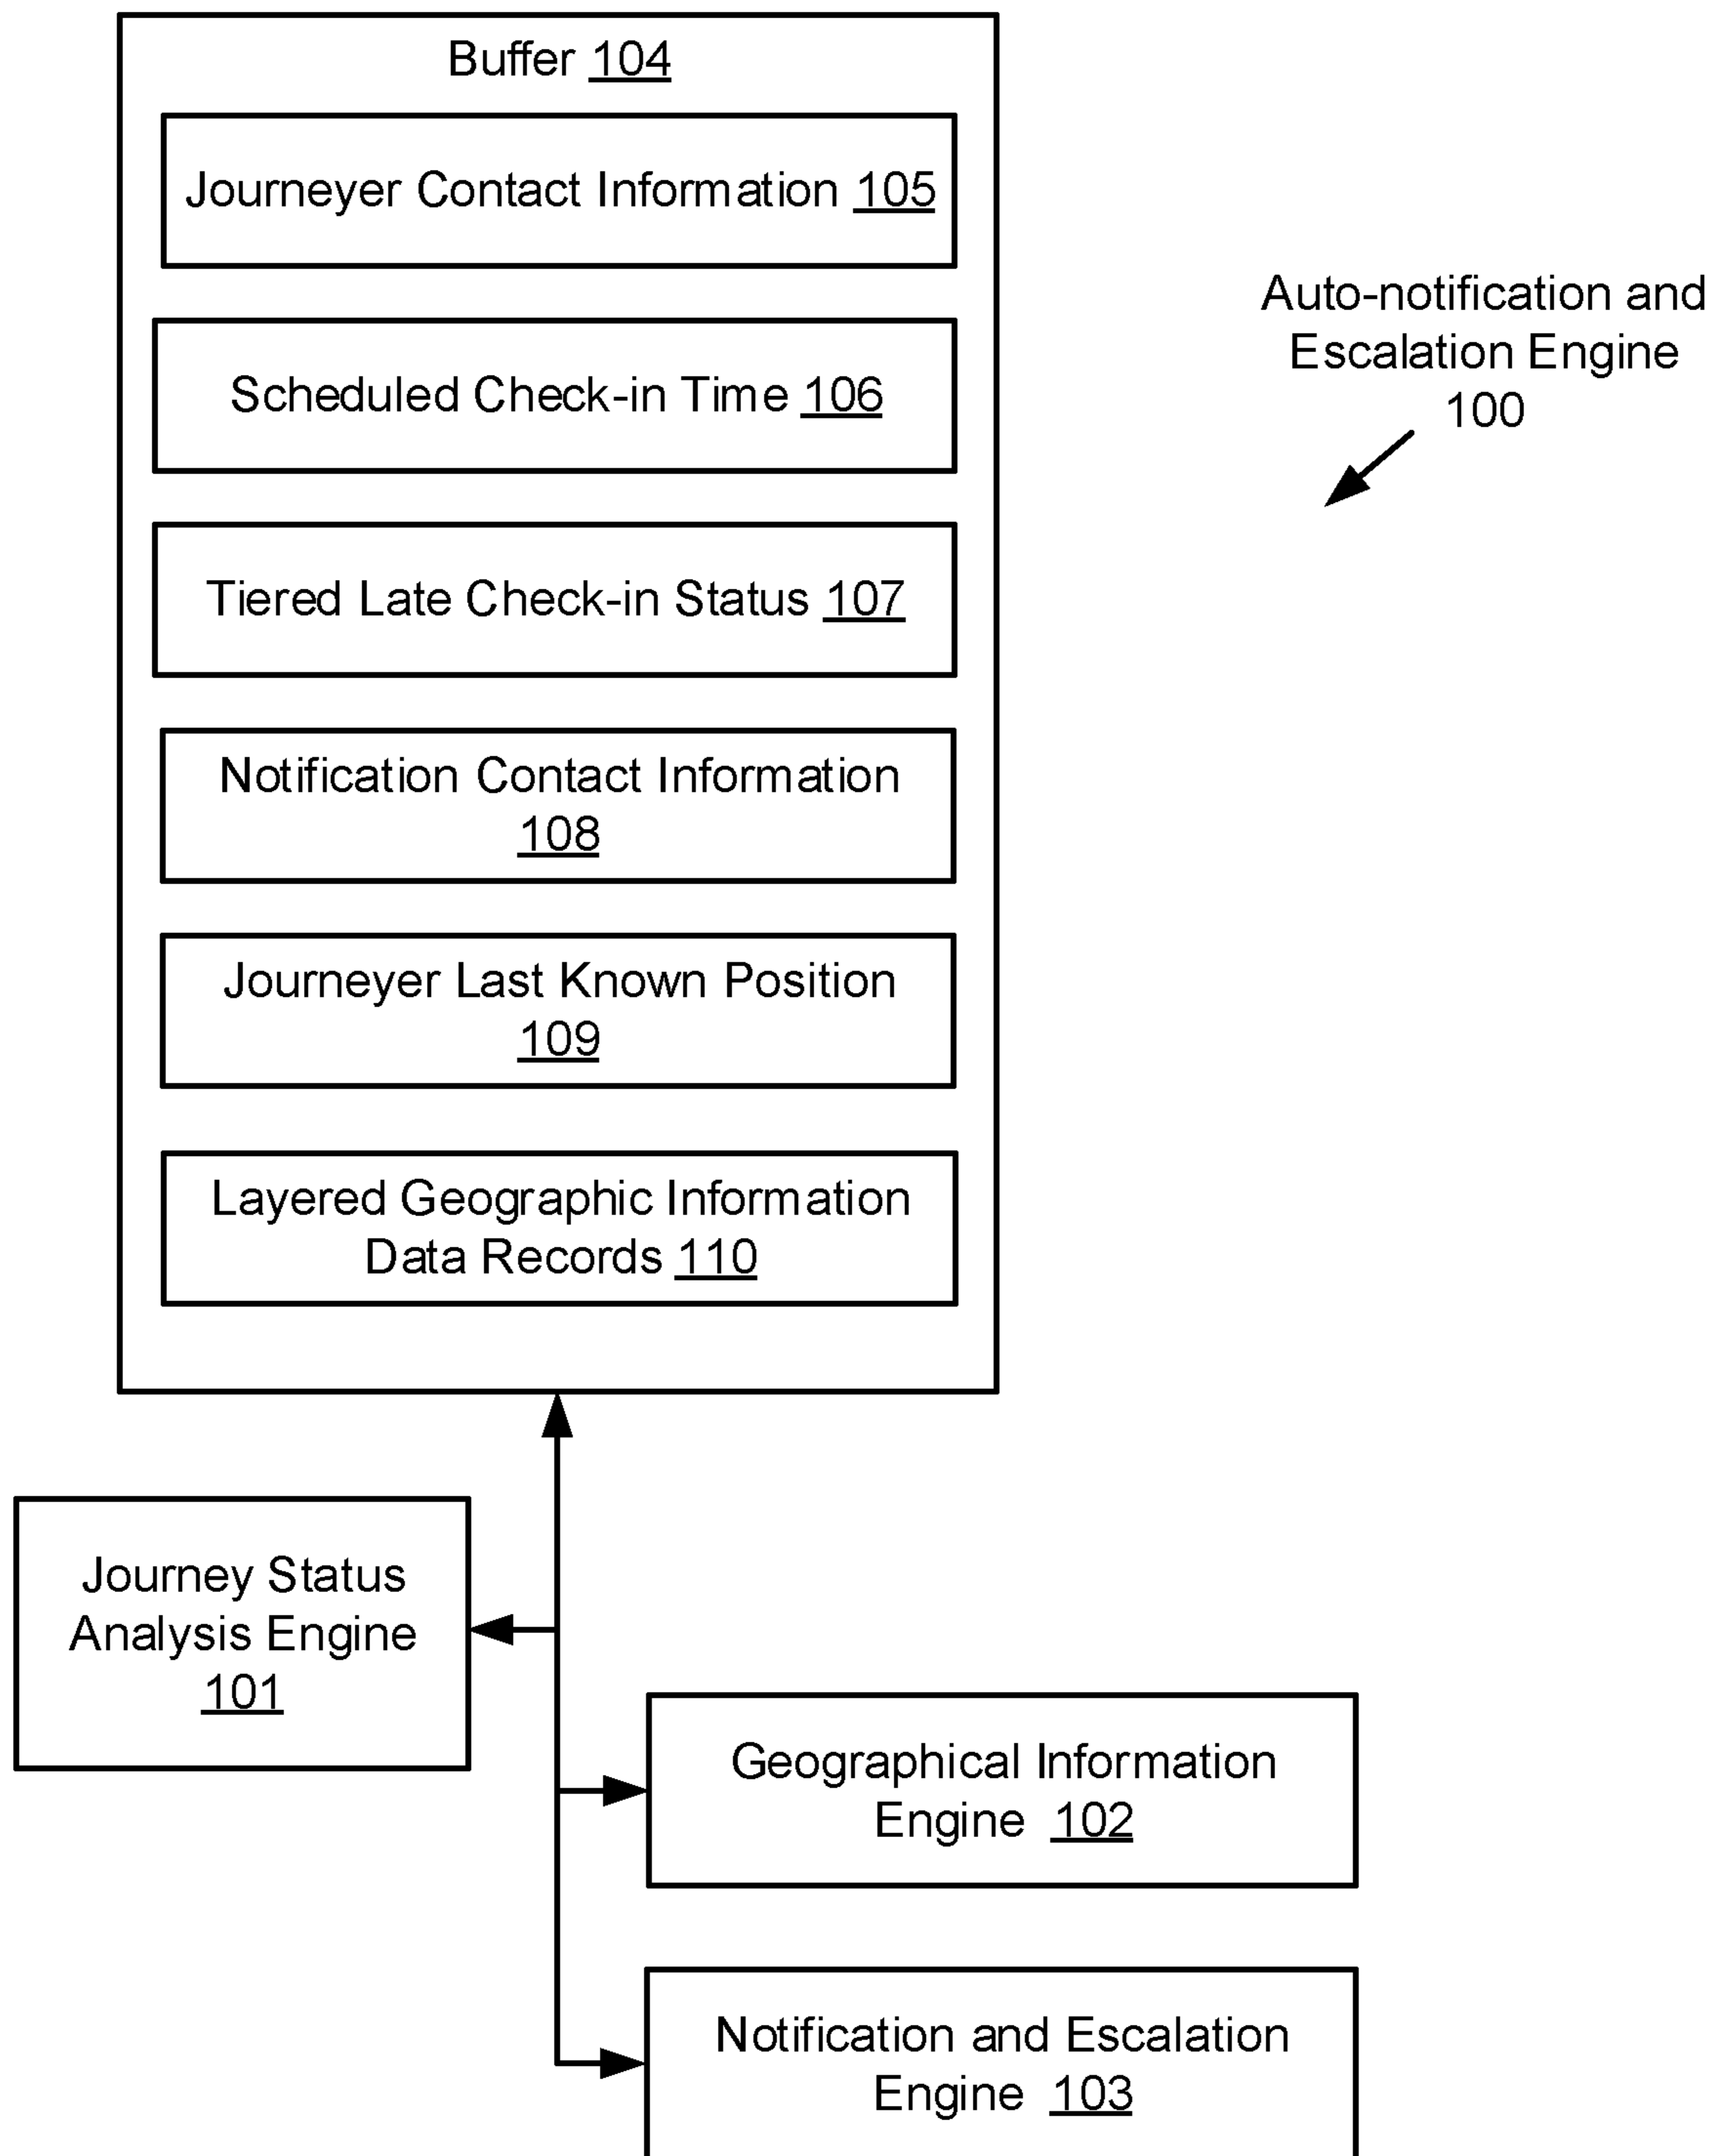 Buffer 104
Journeyer Contact Information 105
Auto-notification and
Escalation Engine
100
Scheduled Check-in Time 106
Tiered Late Check-in Status 107
Notification Contact Information
108
Journeyer Last Known Position
109
Layered Geographic Information
Data Records 110
Journey Status
Analysis Engine
101
Geographical Information
Engine 102
Notification and Escalation
Engine 103